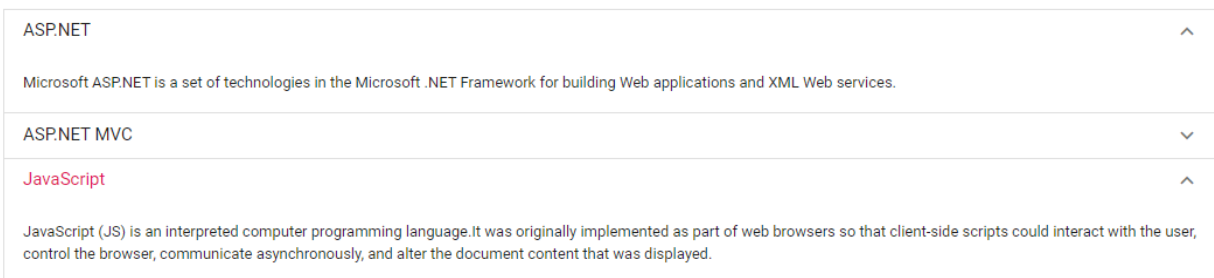 ASP.NET
Microsoft ASP.NET is a set of technologies in the Microsoft .NET Framework for building Web applications and XML Web services.
ASP.NET MVC
JavaScript
JavaScript (JS) is an interpreted computer programming language.It was originally implemented as part of web browsers so that client-side scripts could interact with the user,
control the browser, communicate asynchronously, and alter the document content that was displayed.